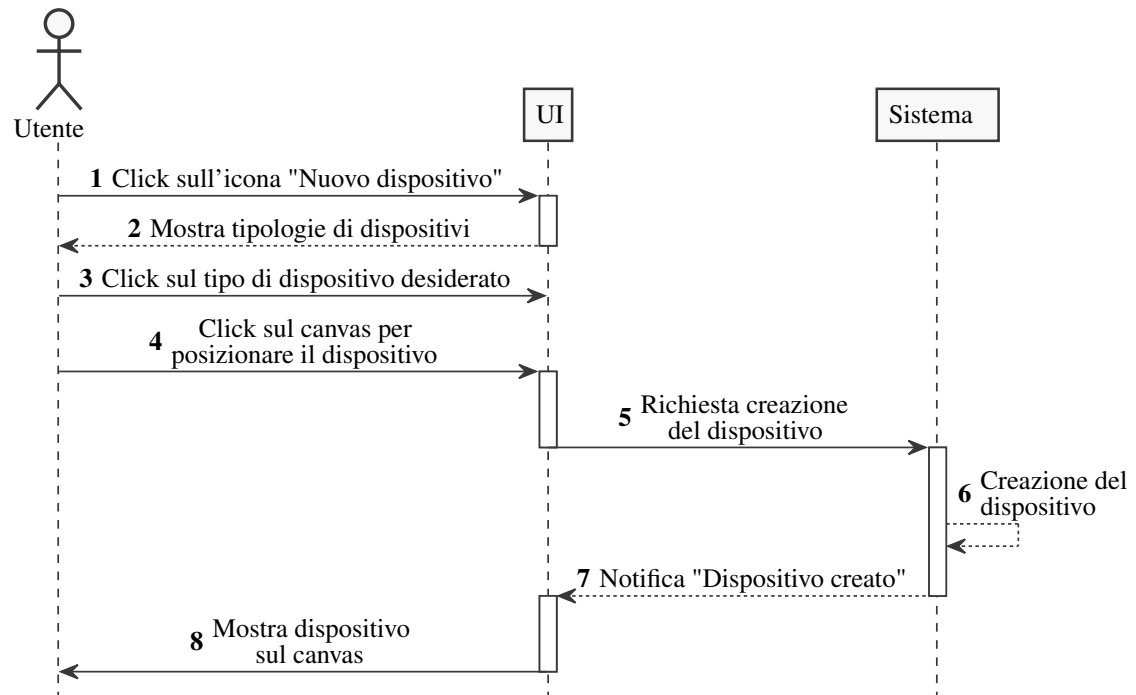 Utente
UI
Sistema
1 Click sull'icona "Nuovo dispositivo"
2 Mostra tipologie di dispositivi
3 Click sul tipo di dispositivo desiderato
4 Click sul canvas per
posizionare il dispositivo
5 Richiesta creazione
del dispositivo
6 Creazione del
dispositivo
7 Notifica "Dispositivo creato"
8 Mostra dispositivo
sul canvas